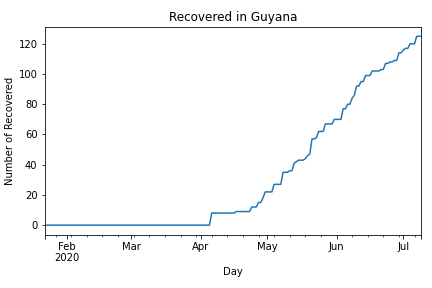 Recovered in Guyana
Number of Recovered
120
100
80
60
40
20
0
Feb
2020
Mar
Apr
May
Jun
Jul
Day